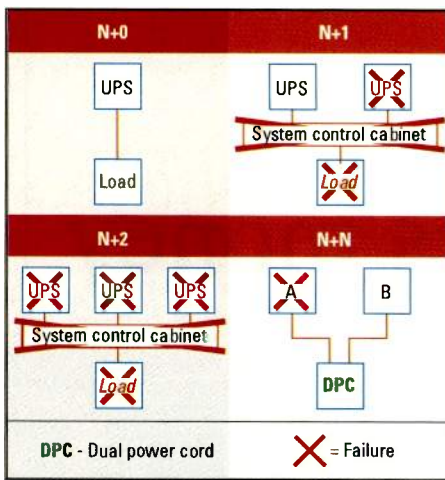 N+0
N+1
UPS
UPS
UPS
System control cabinet
Load
Load
N+2
N+N
UPS
UPS
UPS
A
B
System control cabinet
Load
DPC
DPC - Dual power cord
= Failure